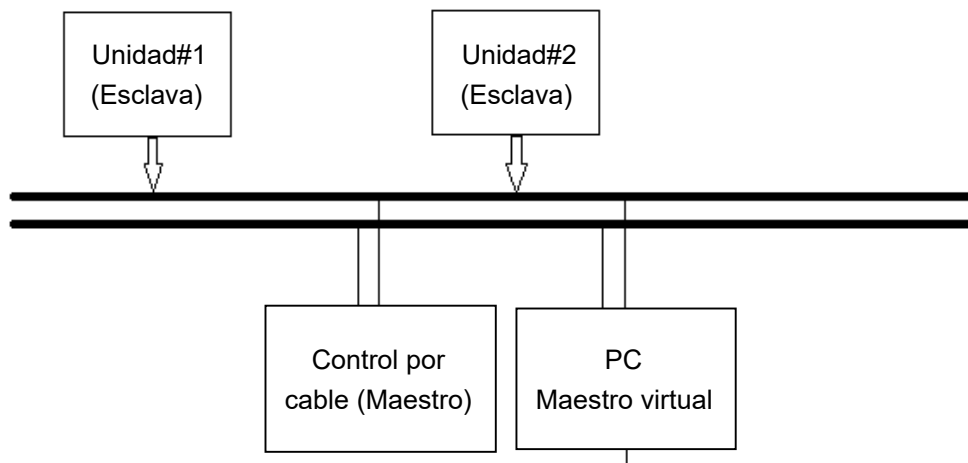 Unidad#1
(Esclava)
Unidad#2
(Esclava)
Control por
cable (Maestro)
PC
Maestro virtual